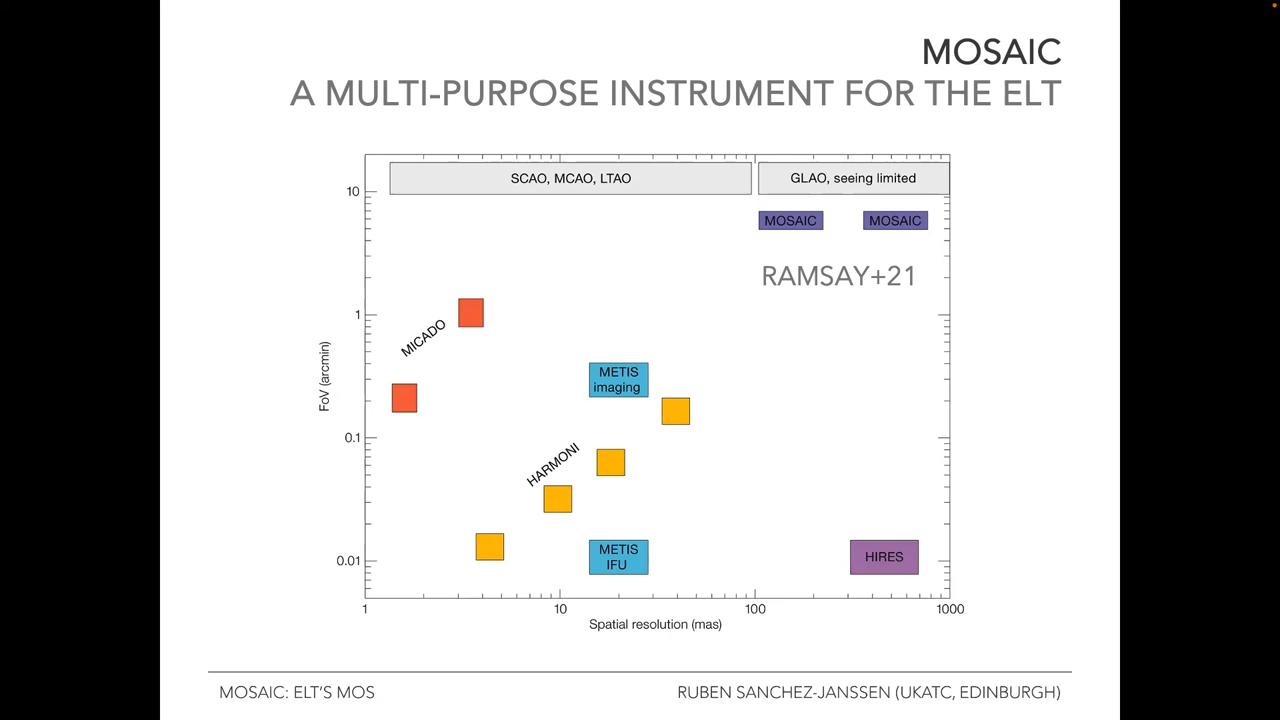 MOSAIC
A MULTI-PURPOSE INSTRUMENT FOR THE ELT
SCAO, MCAO, LTAO
GLAO, seeing limited
10
MOSAIC
MOSAIC
RAMSAY+21
1
MICADO
METIS
imaging
FoV (arcmin)
0.1
HARMONI
METIS
IFU
HIRES
0.01
1
10
100
1000
Spatial resolution (mas)
MOSAIC: ELT'S MOS
RUBEN SANCHEZ-JANSSEN (UKATC, EDINBURGH)